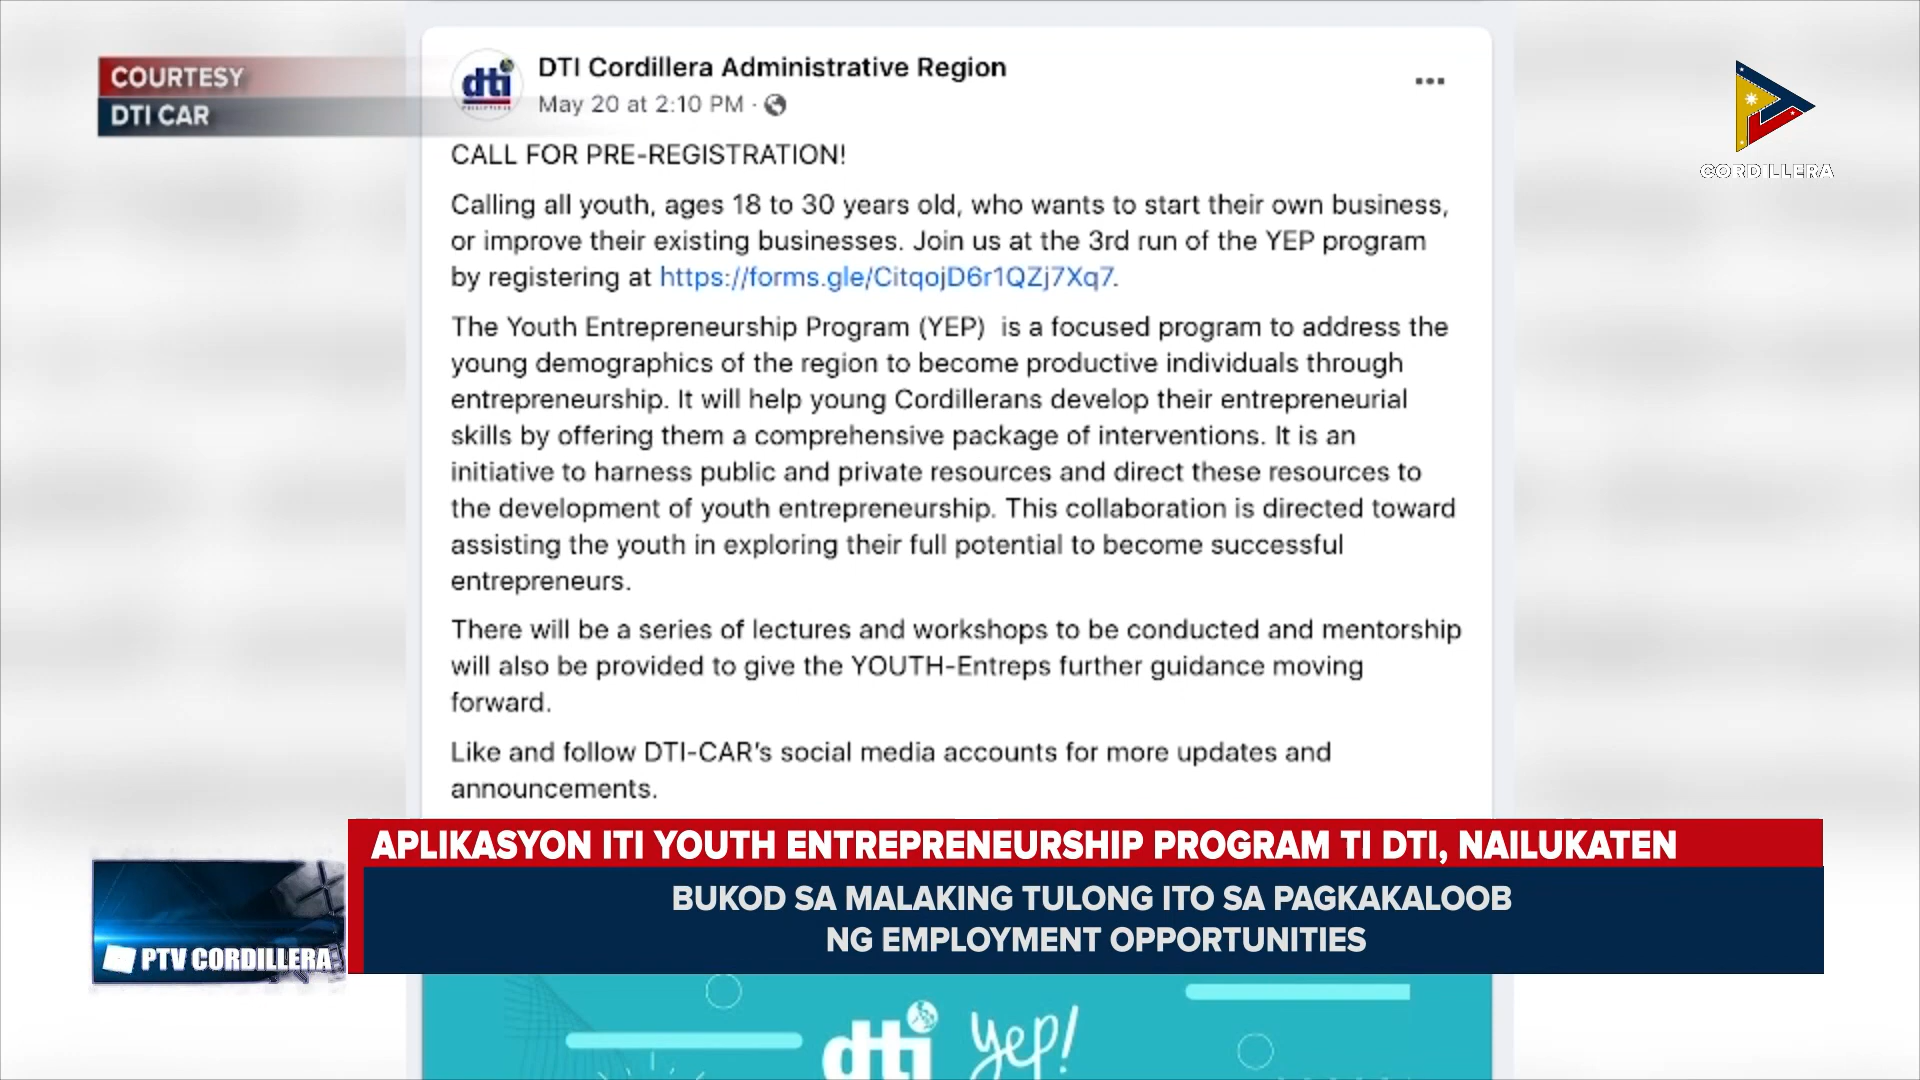 COURTESY
DTI CAR
dti
PHILIPPINES
DTI Cordillera Administrative Region
May 20 at 2:10 PM ·
CORDILLERA
CALL FOR PRE-REGISTRATION!
Calling all youth, ages 18 to 30 years old, who wants to start their own business,
or improve their existing businesses. Join us at the 3rd run of the YEP program
by registering at https://forms.gle/CitqojD6r1QZj7Xq7.
The Youth Entrepreneurship Program (YEP)  is a focused program to address the
young demographics of the region to become productive individuals through
entrepreneurship. It will help young Cordillerans develop their entrepreneurial
skills by offering them a comprehensive package of interventions. It is an
initiative to harness public and private resources and direct these resources to
the development of youth entrepreneurship. This collaboration is directed toward
assisting the youth in exploring their full potential to become successful
entrepreneurs.
There will be a series of lectures and workshops to be conducted and mentorship
will also be provided to give the YOUTH-Entreps further guidance moving
forward.
Like and follow DTI-CAR's social media accounts for more updates and
announcements.
APLIKASYON ITI YOUTH ENTREPRENEURSHIP PROGRAM TI DTI, NAILUKATEN
BUKOD SA MALAKING TULONG ITO SA PAGKAKALOOB
NG EMPLOYMENT OPPORTUNITIES
PTV CORDILLERA
dti yep!